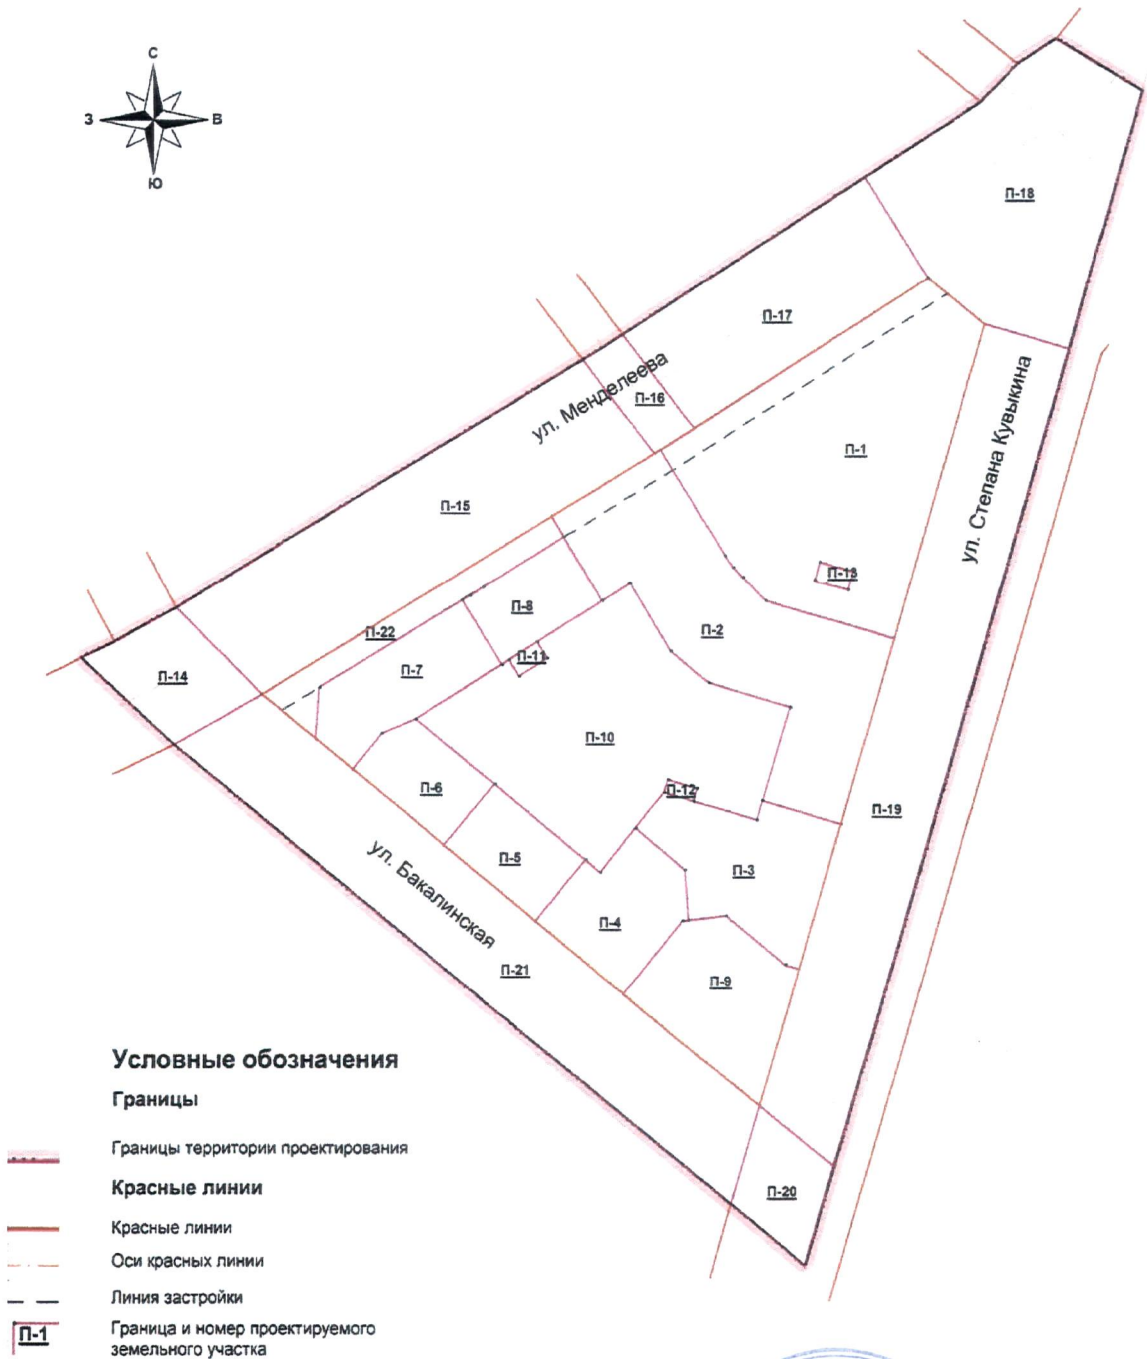 С
З
В
Ю
П-18
П-17
ул. Менделеева
П-16
П-1
ул. Степана Кувыкина
П-15
П-13
П-8
П-2
П-22
П-11
П-7
П-14
П-10
П-6
П-12
П-19
П-5
П-3
ул. Бакалинская
П-4
П-21
П-9
П-20
Условные обозначения
Границы
Границы территории проектирования
Красные линии
Красные линии
Оси красных линии
Линия застройки
П-1
Граница и номер проектируемого
земельного участка